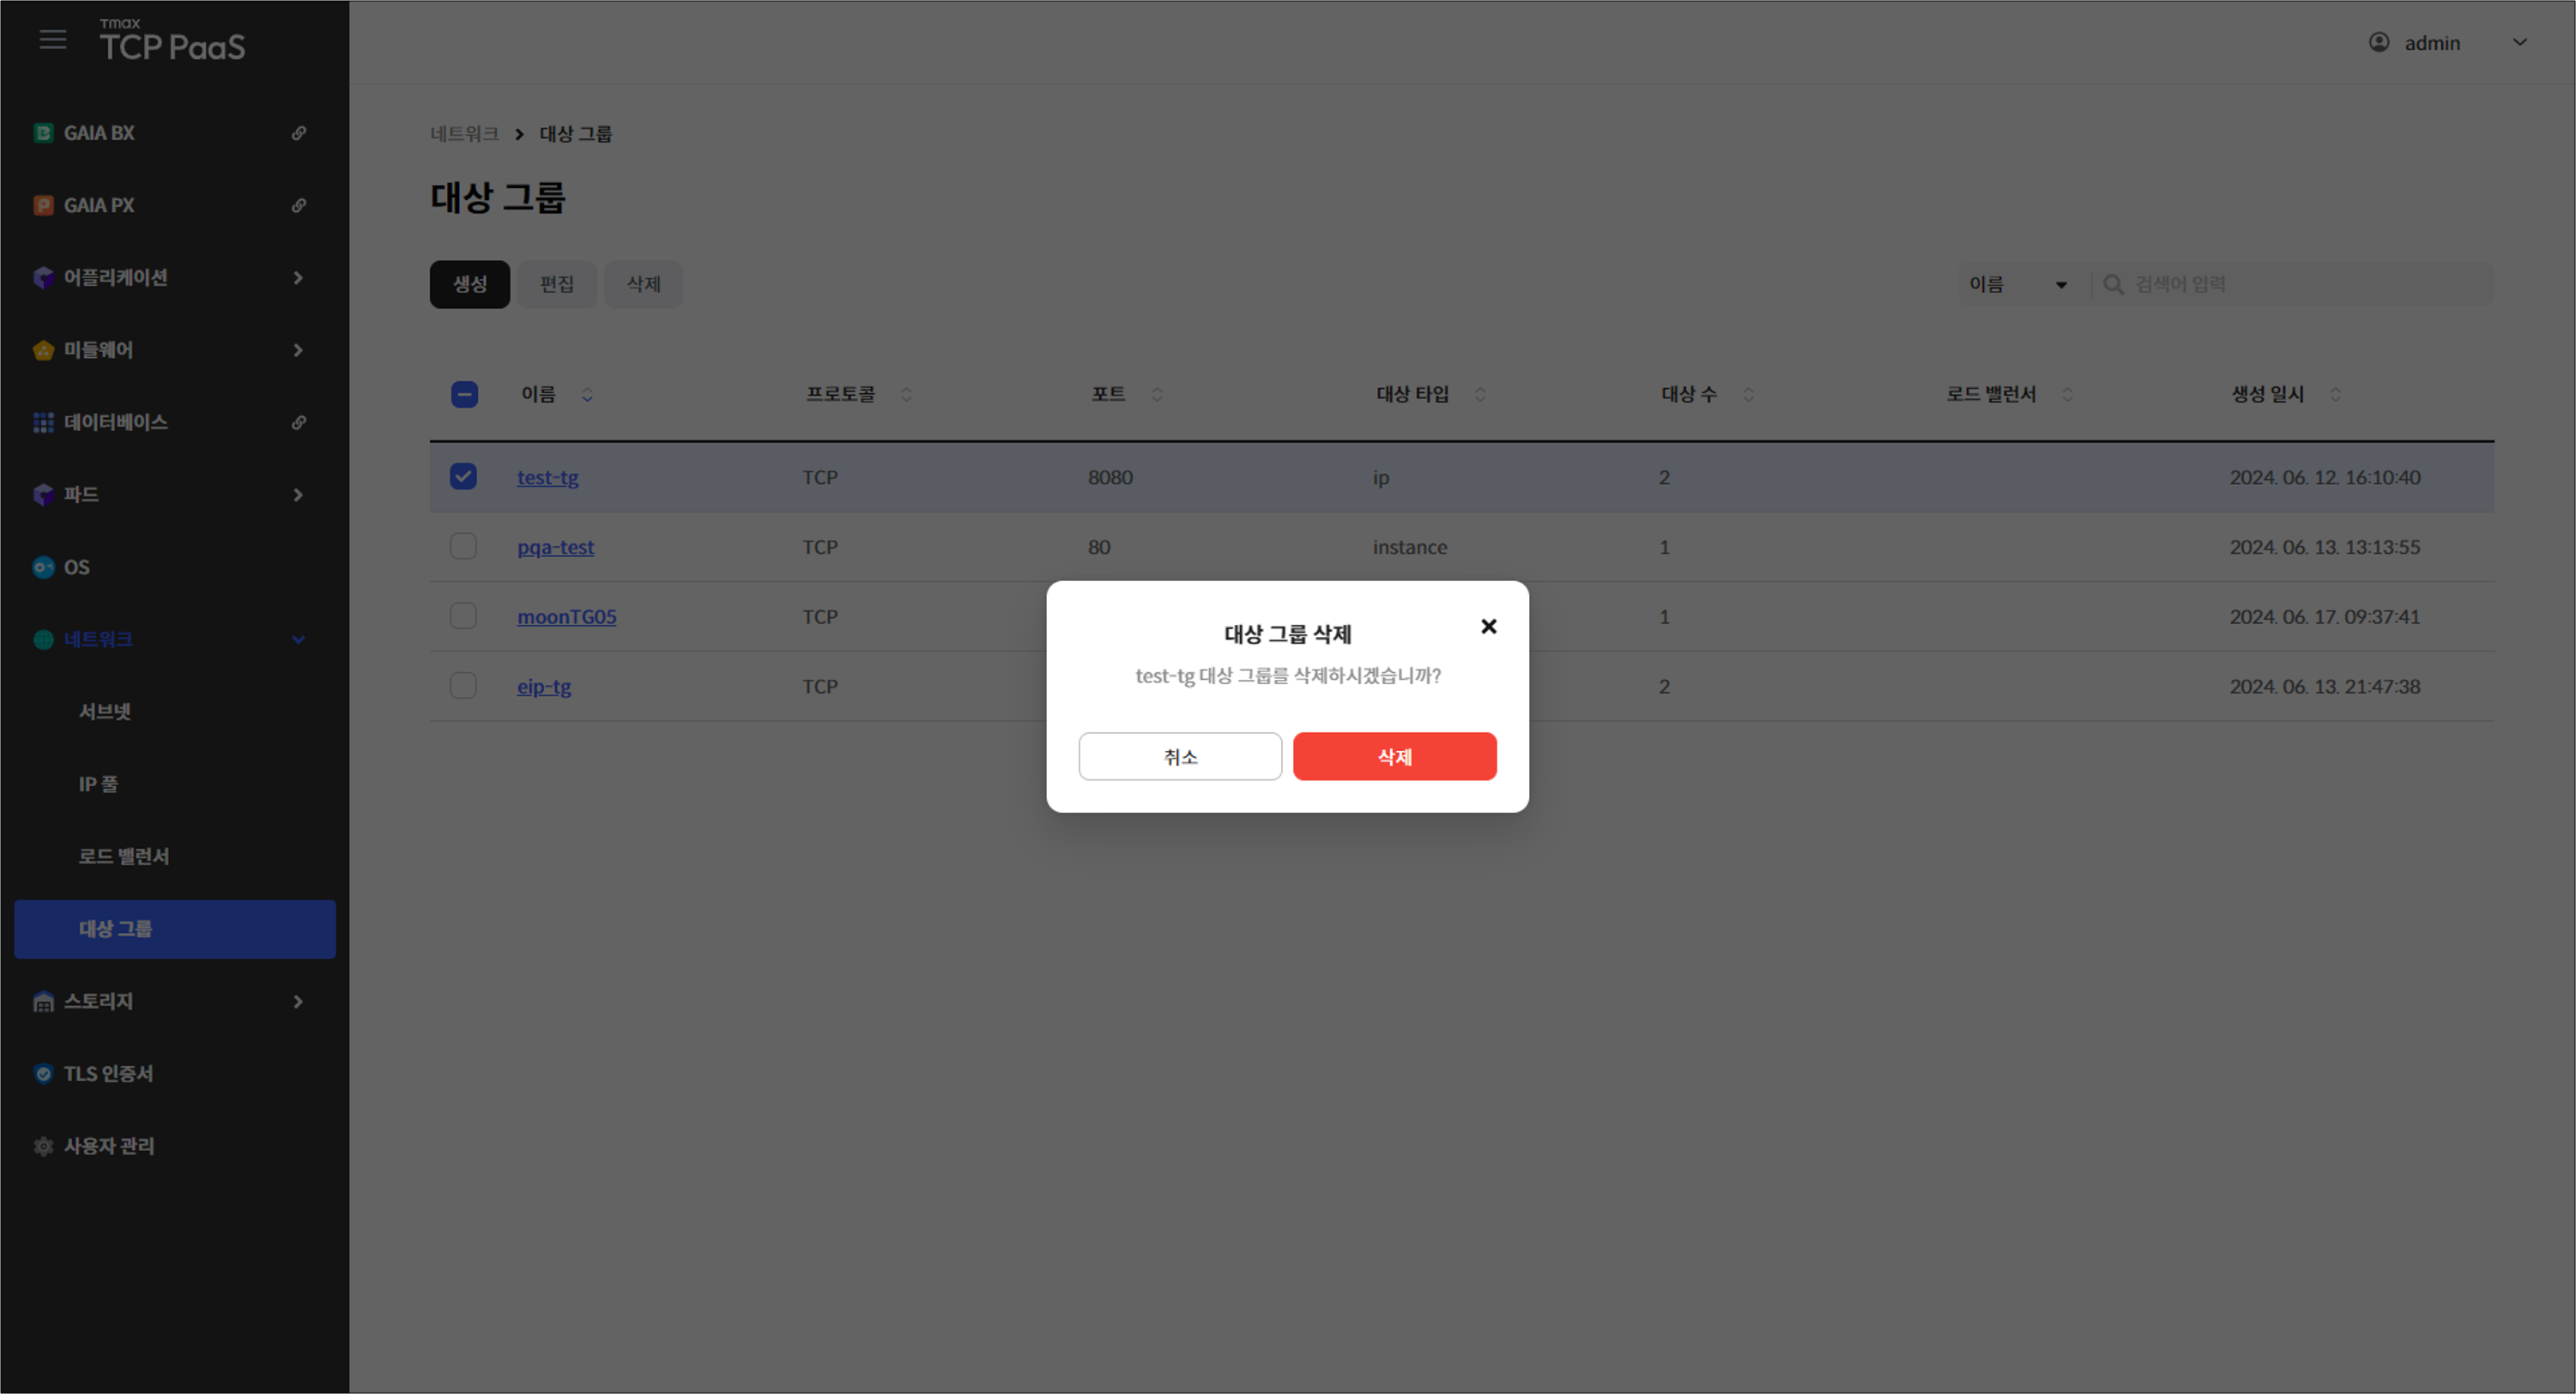 Tmax
TCP PaaS
admin
GAIA BX
GAIA PX
어플리케이션
미들웨어
데이터베이스
파드
OS
네트워크
서브넷
IP 풀
로드 밸런서
대상 그룹
스토리지
TLS 인증서
사용자 관리
네트워크 > 대상 그룹
대상 그룹
생성 편집 삭제
이름 검색어 입력
이름 프로토콜 포트 대상 타입 대상 수 로드 밸런서 생성 일시
test-tg TCP 8080 ip 2 2024. 06. 12. 16:10:40
pqa-test TCP 80 instance 1 2024. 06. 13. 13:13:55
moonTG05 TCP 1 2024. 06. 17. 09:37:41
eip-tg TCP 2 2024. 06. 13. 21:47:38
대상 그룹 삭제
test-tg 대상 그룹를 삭제하시겠습니까?
취소 삭제